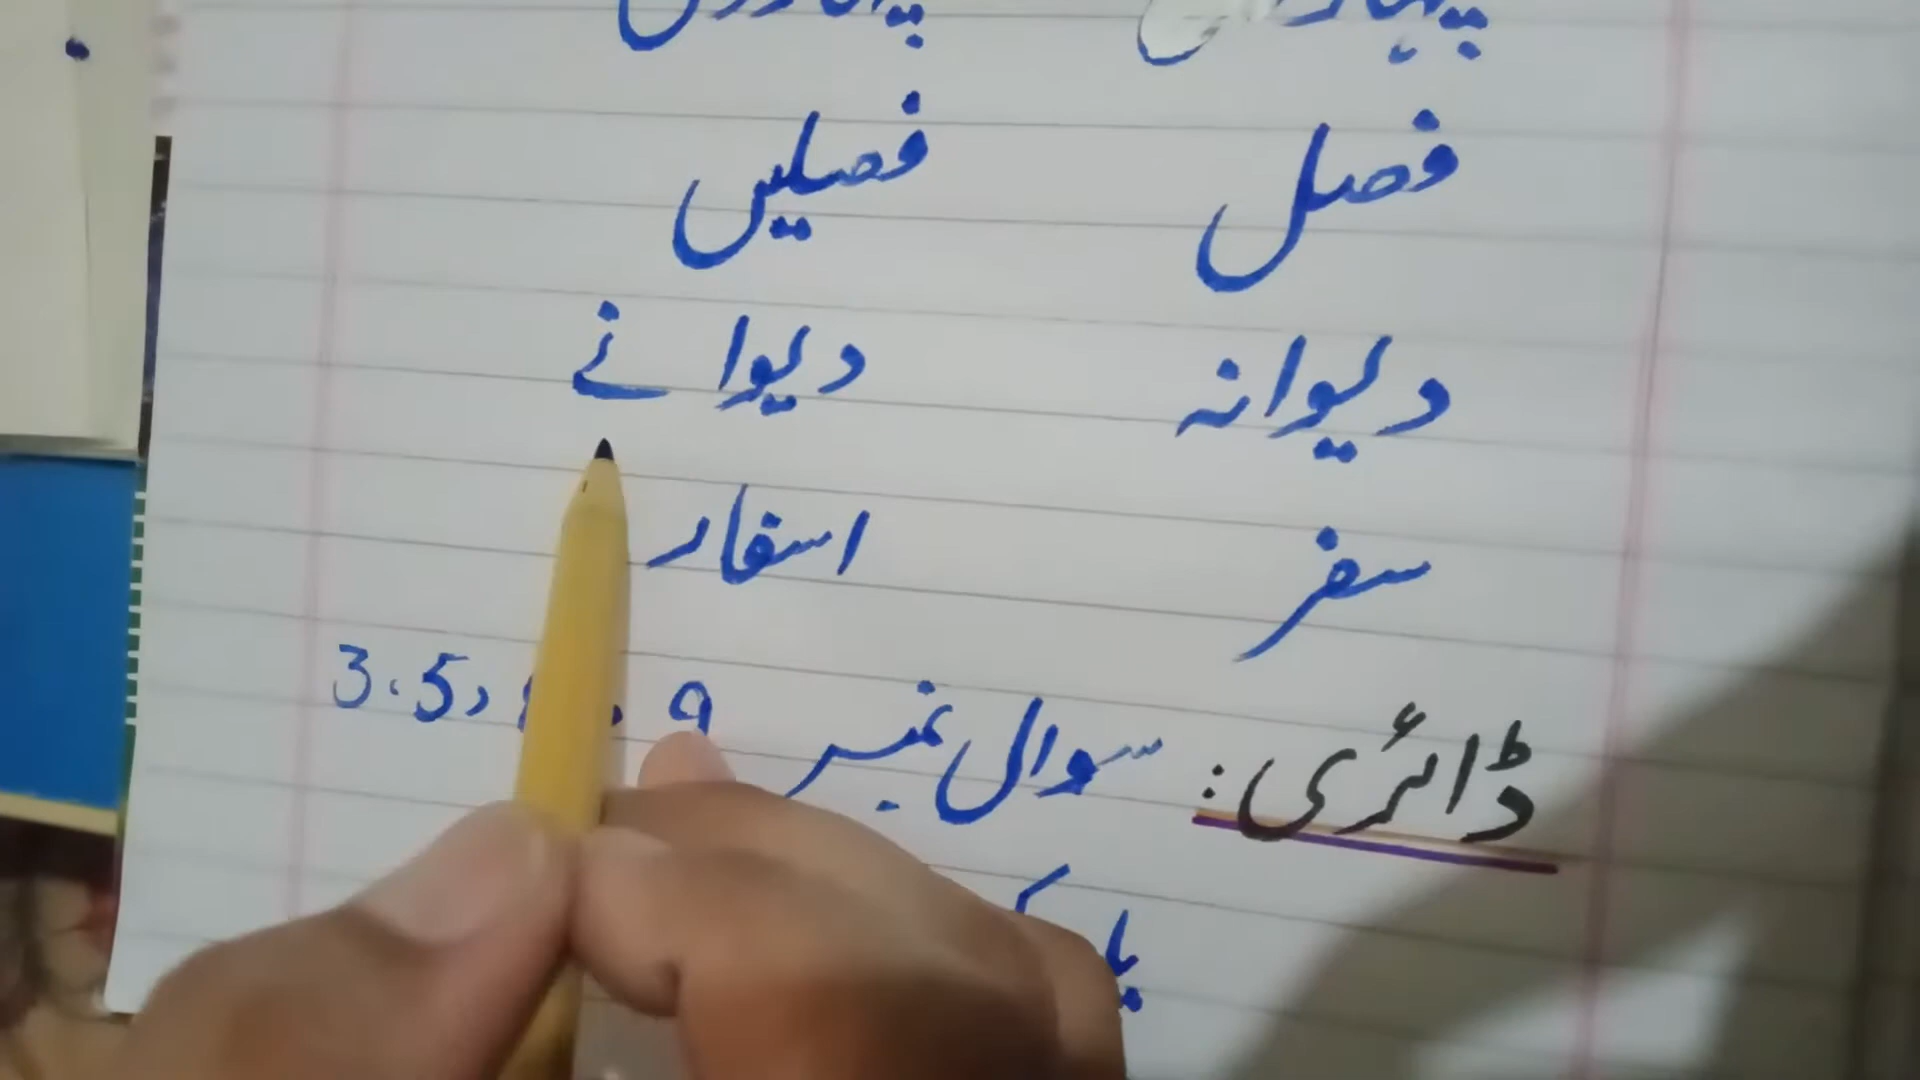 فصل فصلیں
دیوانہ دیوانے
سفر اسفار
ڈائری: سوال نمبر 9 3،5،